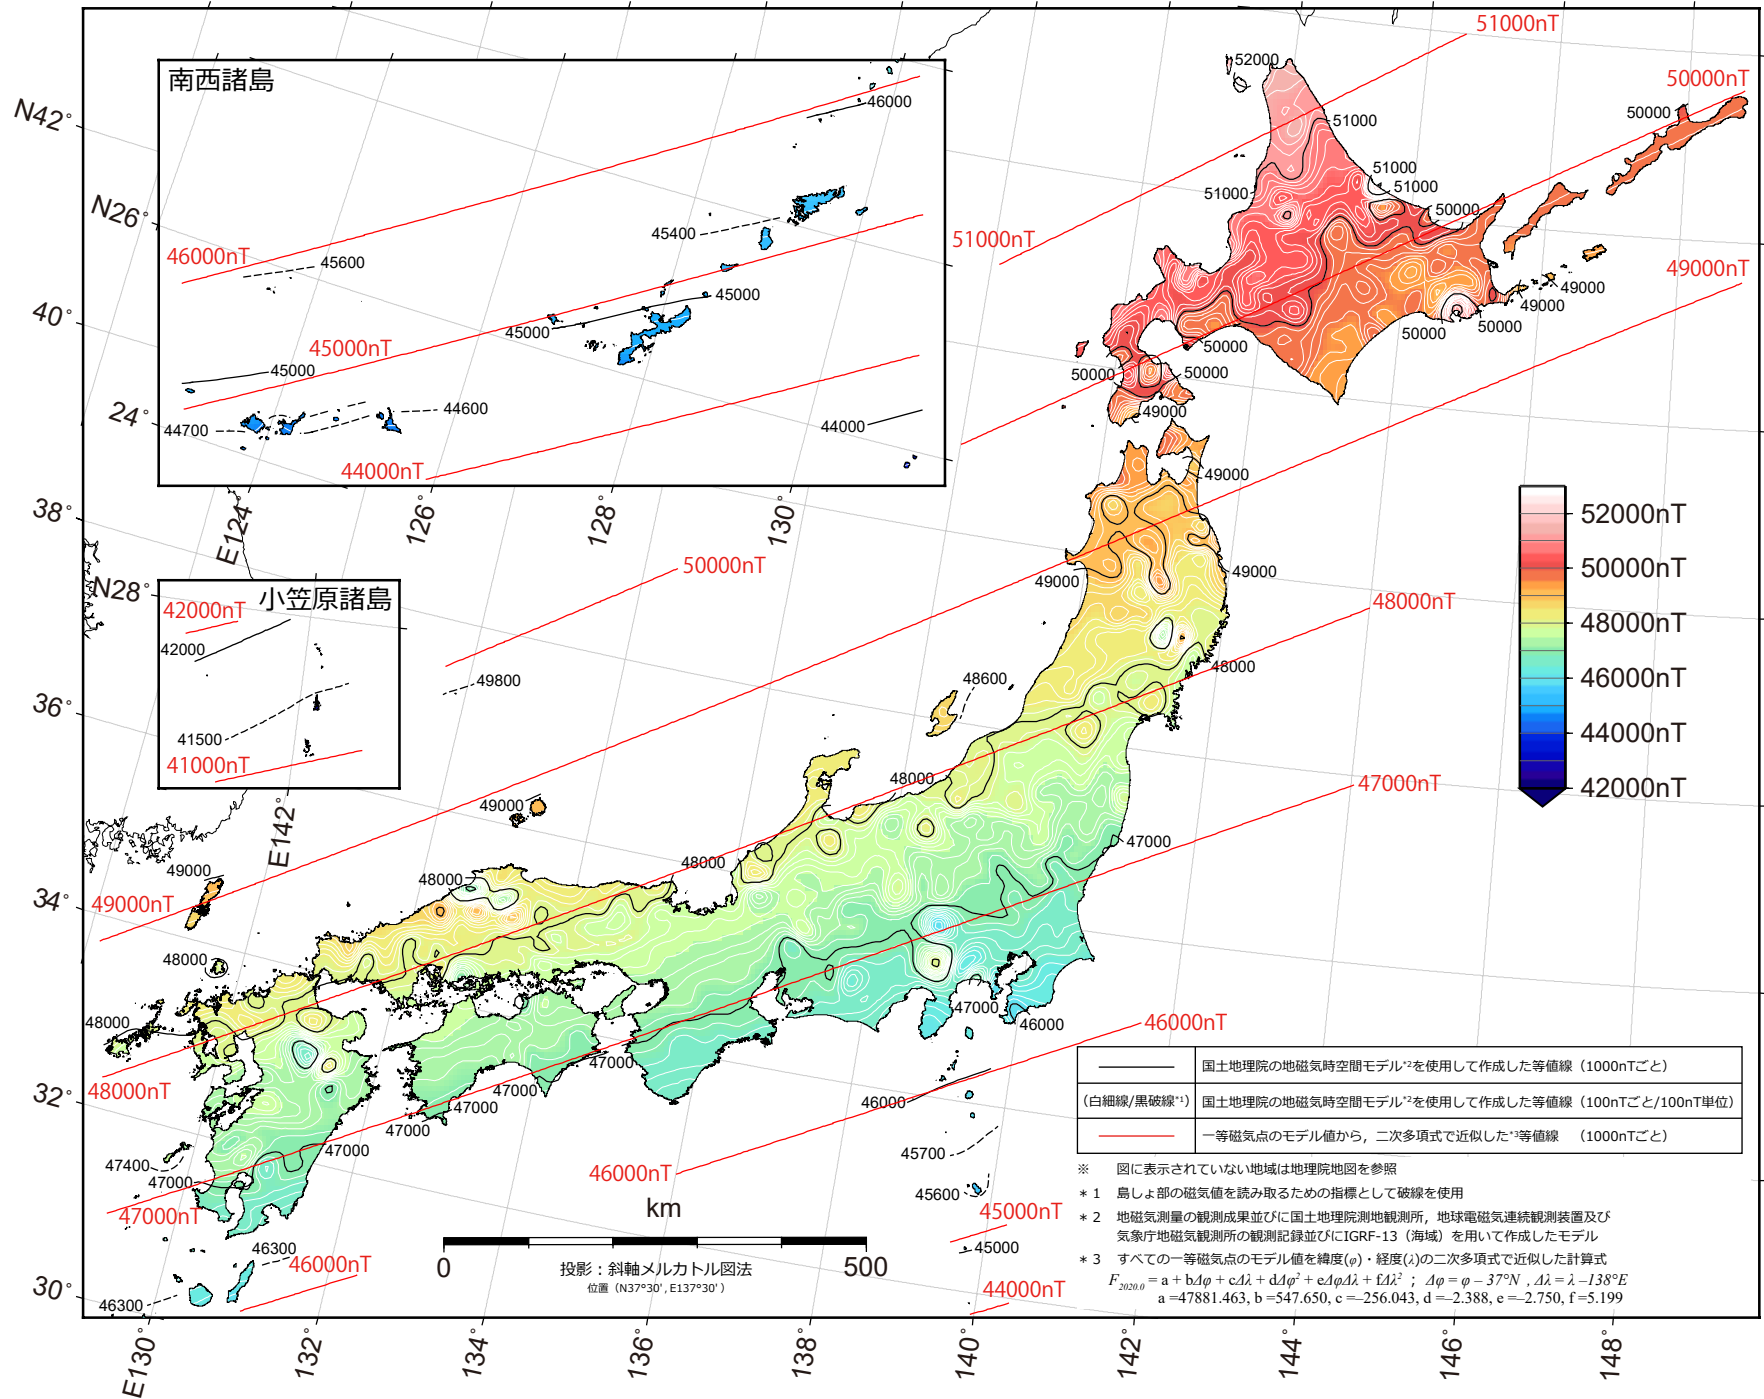 51000nT
50000nT
52000
50000
51000
51000
51000
51000
50000
51000nT
49000nT
49000
49000
50000
50000
50000
50000
50000
49000
49000
49000
49000
48000nT
48000
47000nT
47000
南西諸島
46000
45400
46000nT
45600
45000
45000
45000nT
45000
44600
44700
44000
44000nT
N42°
N26°
40°
24°
38°
N28°
36°
34°
32°
30°
E124°
126°
128°
130°
小笠原諸島
42000nT
42000
41500
41000nT
E142°
50000nT
49800
48600
48000
49000
48000
48000
49000
49000nT
48000
48000
48000nT
47000
46000
46000nT
47000
47000
47000
46000
47000
45700
47400
47000
45600
46000nT
47000nT
45000nT
45000
46300
46000nT
46300
44000nT
52000nT
50000nT
48000nT
46000nT
44000nT
42000nT
国土地理院の地磁気時空間モデル*2を使用して作成した等値線（1000nTごと）
(白細線/黒破線*1) 国土地理院の地磁気時空間モデル*2を使用して作成した等値線（100nTごと/100nT単位）
一等磁気点のモデル値から，二次多項式で近似した*3等値線 （1000nTごと）
※ 図に表示されていない地域は地理院地図を参照
＊1 島しょ部の磁気値を読み取るための指標として破線を使用
＊2 地磁気測量の観測成果並びに国土地理院測地観測所，地球電磁気連続観測装置及び
気象庁地磁気観測所の観測記録並びにIGRF-13（海域）を用いて作成したモデル
＊3 すべての一等磁気点のモデル値を緯度(φ)・経度(λ)の二次多項式で近似した計算式
F2020.0 = a + bΔφ + cΔλ + dΔφ² + eΔφΔλ + fΔλ² ; Δφ = φ – 37°N , Δλ = λ –138°E
a =47881.463, b =547.650, c =–256.043, d =–2.388, e =–2.750, f =5.199
km
0
500
投影：斜軸メルカトル図法
位置（N37°30', E137°30'）
E130°
132°
134°
136°
138°
140°
142°
144°
146°
148°